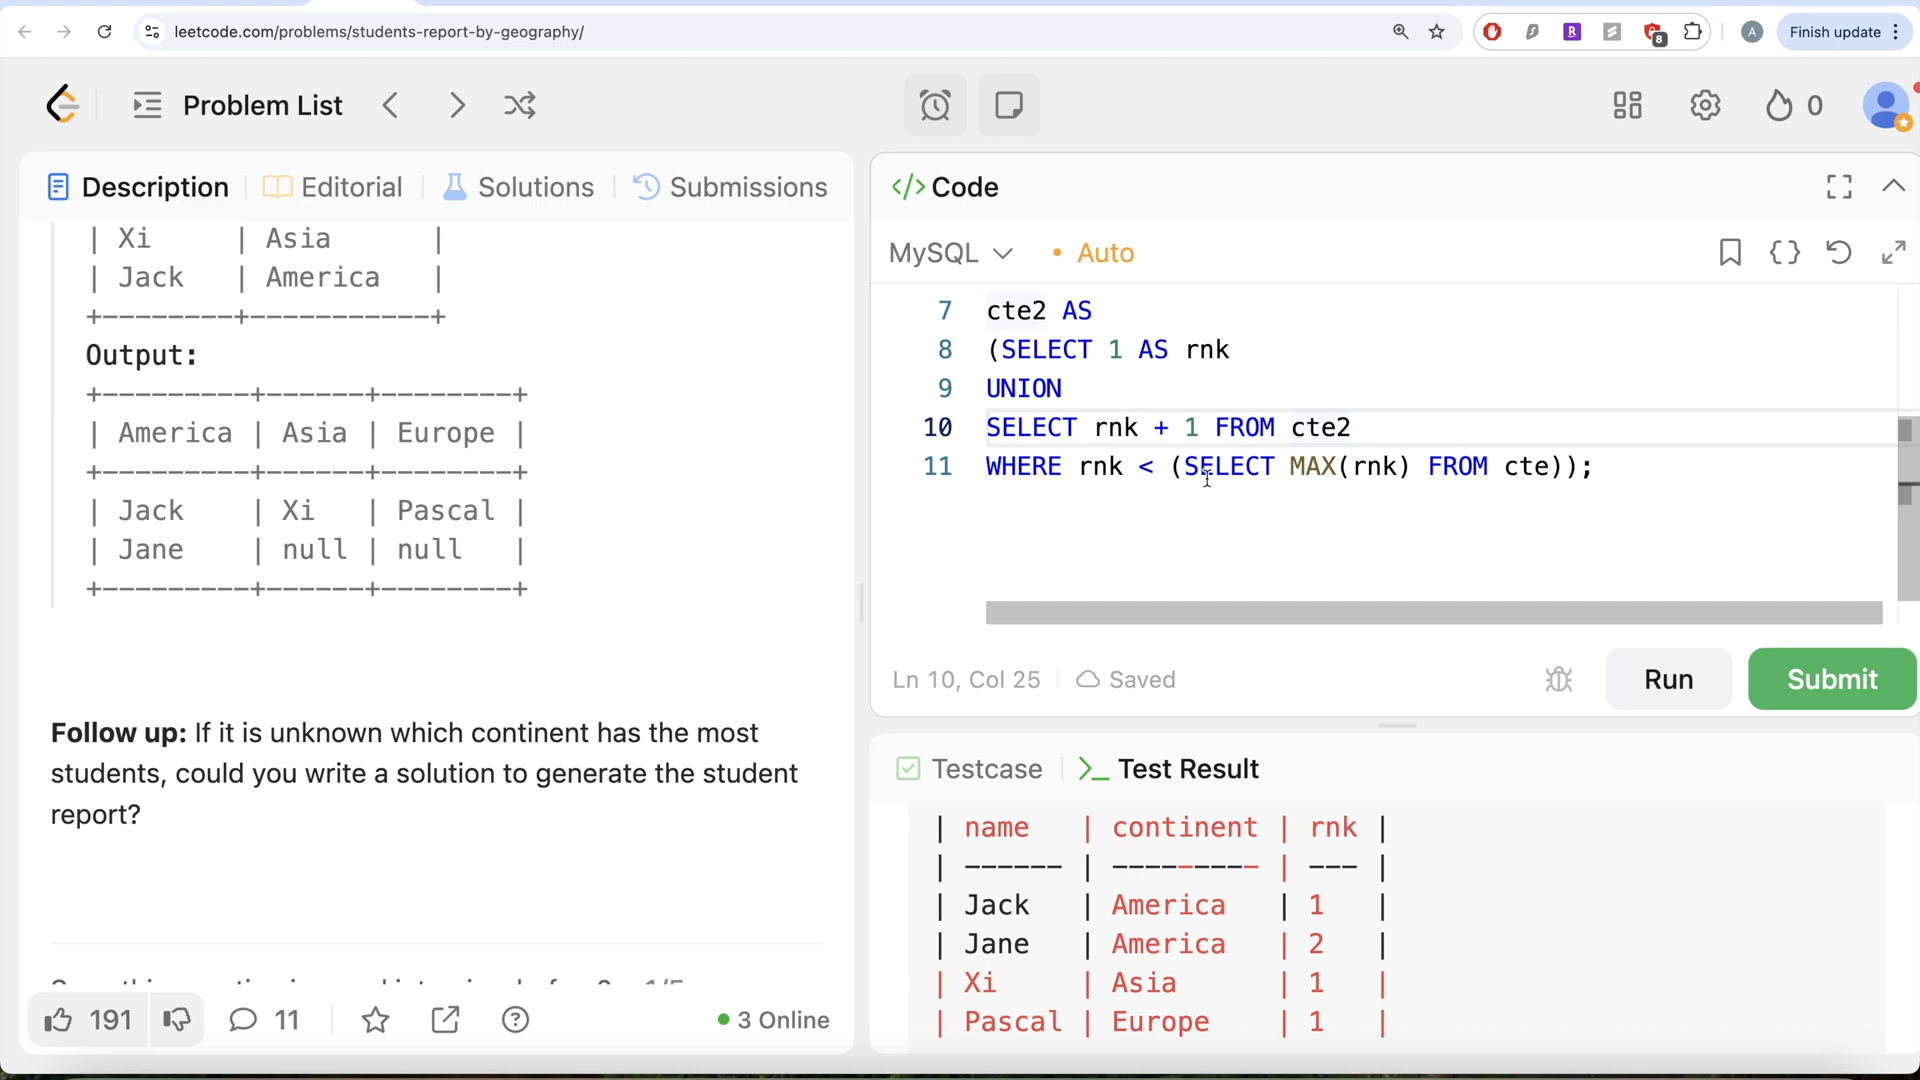 leetcode.com/problems/students-report-by-geography/
8
A
Finish update
Problem List
0
Description
Editorial
Solutions
Submissions
| Xi | Asia |
| Jack | America |
+--------+-----------+
Output:
+---------+------+--------+
| America | Asia | Europe |
+---------+------+--------+
| Jack | Xi | Pascal |
| Jane | null | null |
+---------+------+--------+
Follow up: If it is unknown which continent has the most
students, could you write a solution to generate the student
report?
191
11
3 Online
</> Code
MySQL
• Auto
7 cte2 AS
8 (SELECT 1 AS rnk
9 UNION
10 SELECT rnk + 1 FROM cte2
11 WHERE rnk < (SELECT MAX(rnk) FROM cte));
Ln 10, Col 25
Saved
Run
Submit
Testcase
>_ Test Result
| name | continent | rnk |
| ------ | --------- | --- |
| Jack | America | 1 |
| Jane | America | 2 |
| Xi | Asia | 1 |
| Pascal | Europe | 1 |